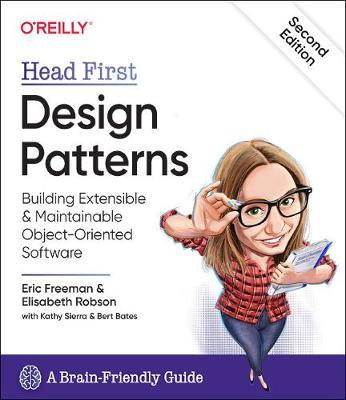 O'REILLY®
Second
Edition
Head First
Design
Patterns
Building Extensible
& Maintainable
Object-Oriented
Software
Eric Freeman &
Elisabeth Robson
with Kathy Sierra & Bert Bates
A Brain-Friendly Guide